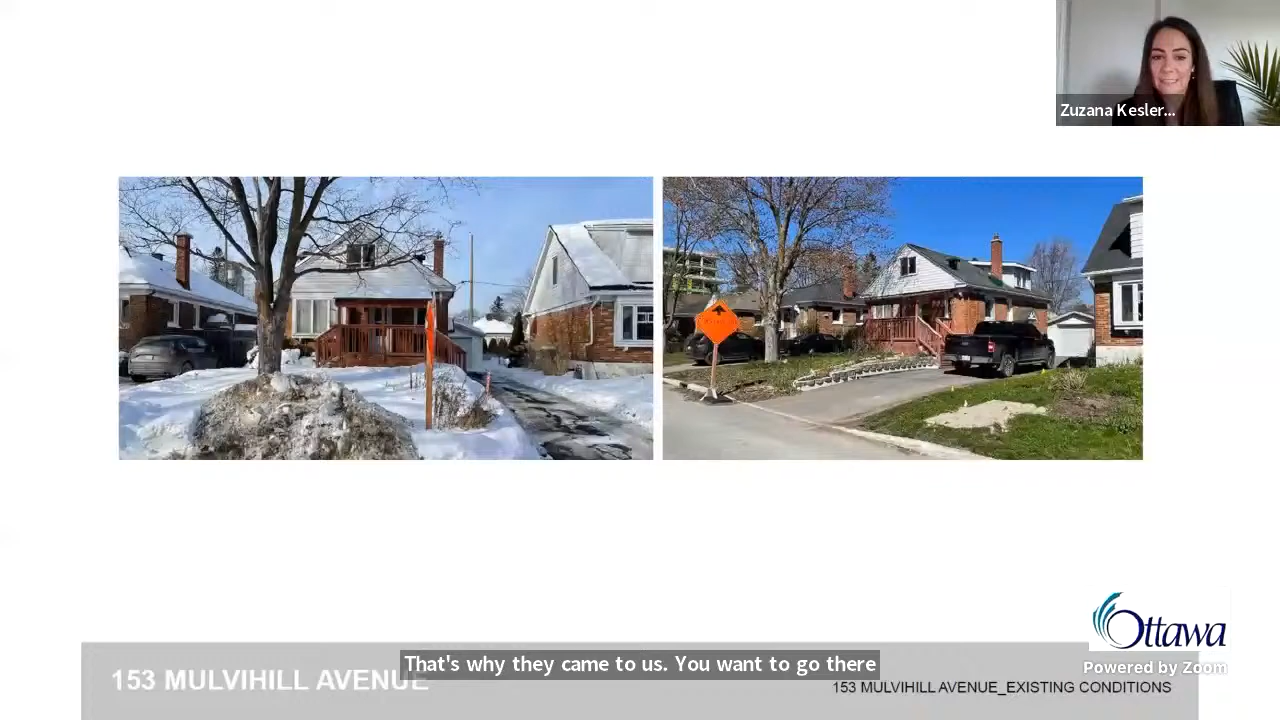 Zuzana Kesler...
Ottawa
Powered by Zoom
That's why they came to us. You want to go there
153 MULVIHILL AVENUE
153 MULVIHILL AVENUE_EXISTING CONDITIONS